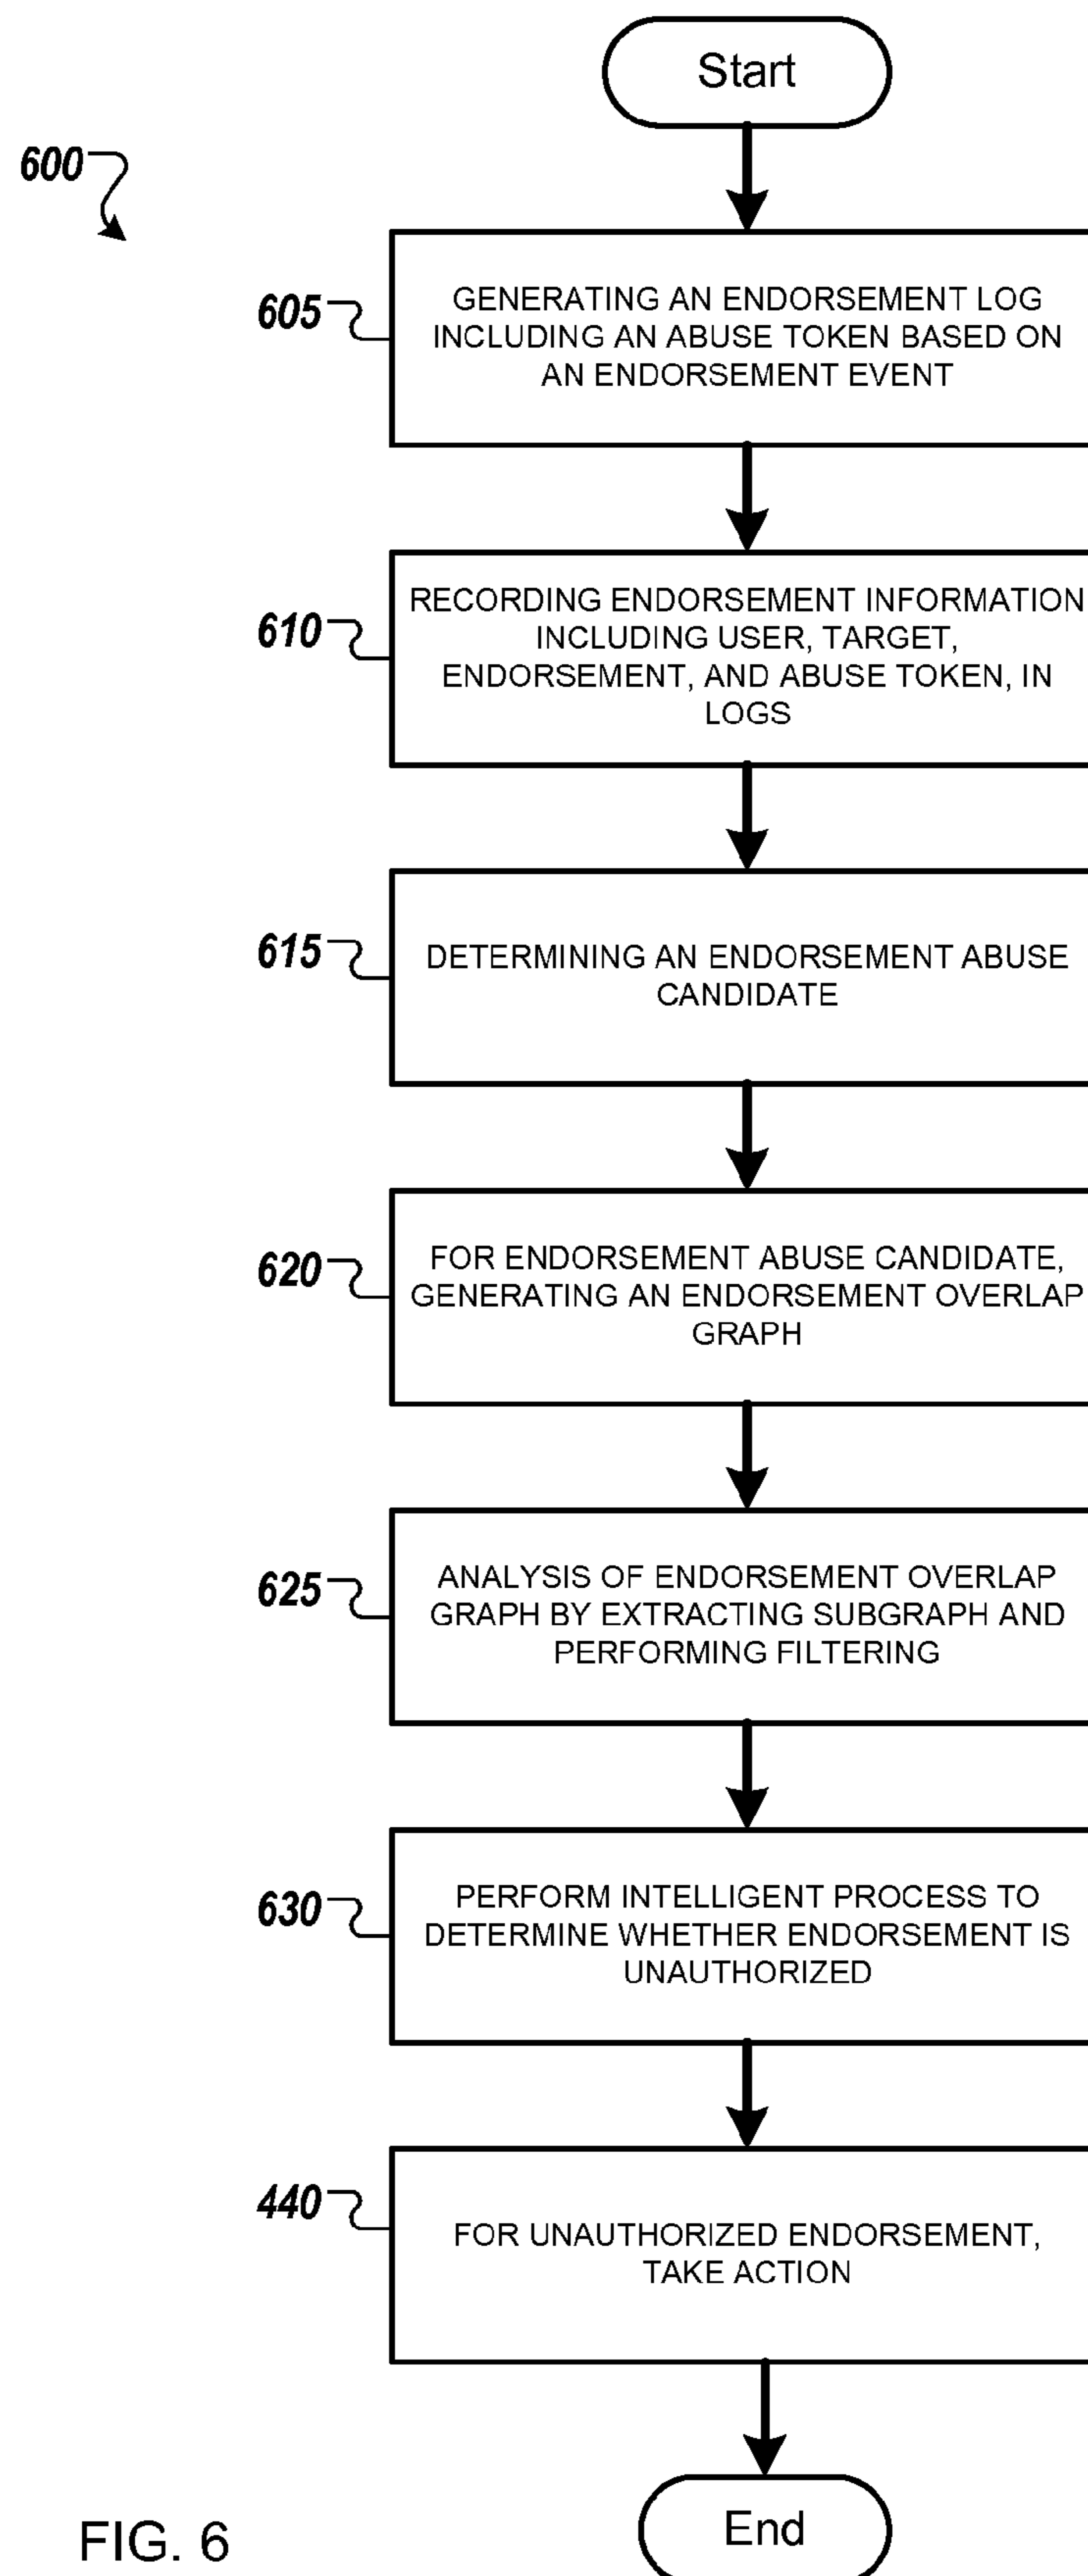 Start
600
605
GENERATING AN ENDORSEMENT LOG
INCLUDING AN ABUSE TOKEN BASED ON
AN ENDORSEMENT EVENT
610
RECORDING ENDORSEMENT INFORMATION
INCLUDING USER, TARGET,
ENDORSEMENT, AND ABUSE TOKEN, IN
LOGS
615
DETERMINING AN ENDORSEMENT ABUSE
CANDIDATE
620
FOR ENDORSEMENT ABUSE CANDIDATE,
GENERATING AN ENDORSEMENT OVERLAP
GRAPH
625
ANALYSIS OF ENDORSEMENT OVERLAP
GRAPH BY EXTRACTING SUBGRAPH AND
PERFORMING FILTERING
630
PERFORM INTELLIGENT PROCESS TO
DETERMINE WHETHER ENDORSEMENT IS
UNAUTHORIZED
440
FOR UNAUTHORIZED ENDORSEMENT,
TAKE ACTION
End
FIG. 6